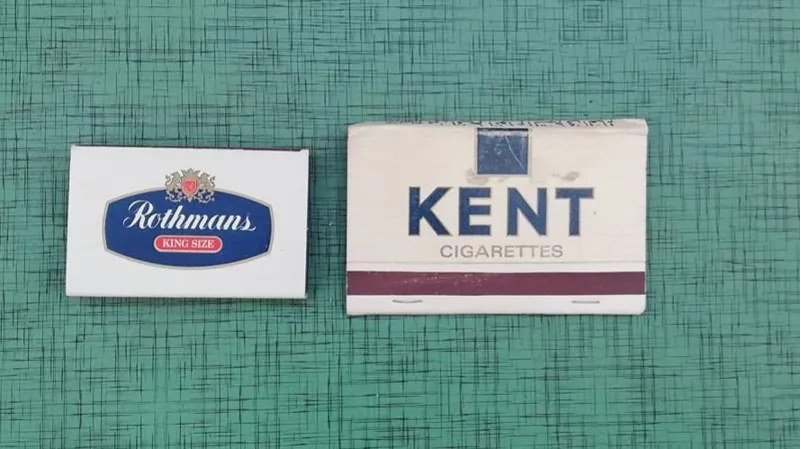 Rothmans
KING SIZE
KENT
CIGARETTES